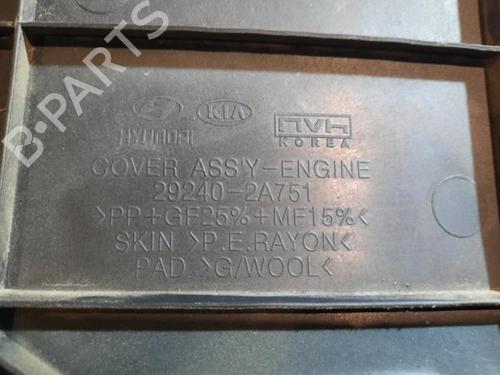 B-PARTS
HYUNDAI KIA NVH
KOREA
COVER ASS'Y-ENGINE
29240-2A751
>PP+GF25%+MF15%<
SKIN >P.E.RAYON<
PAD >G/WOOL<